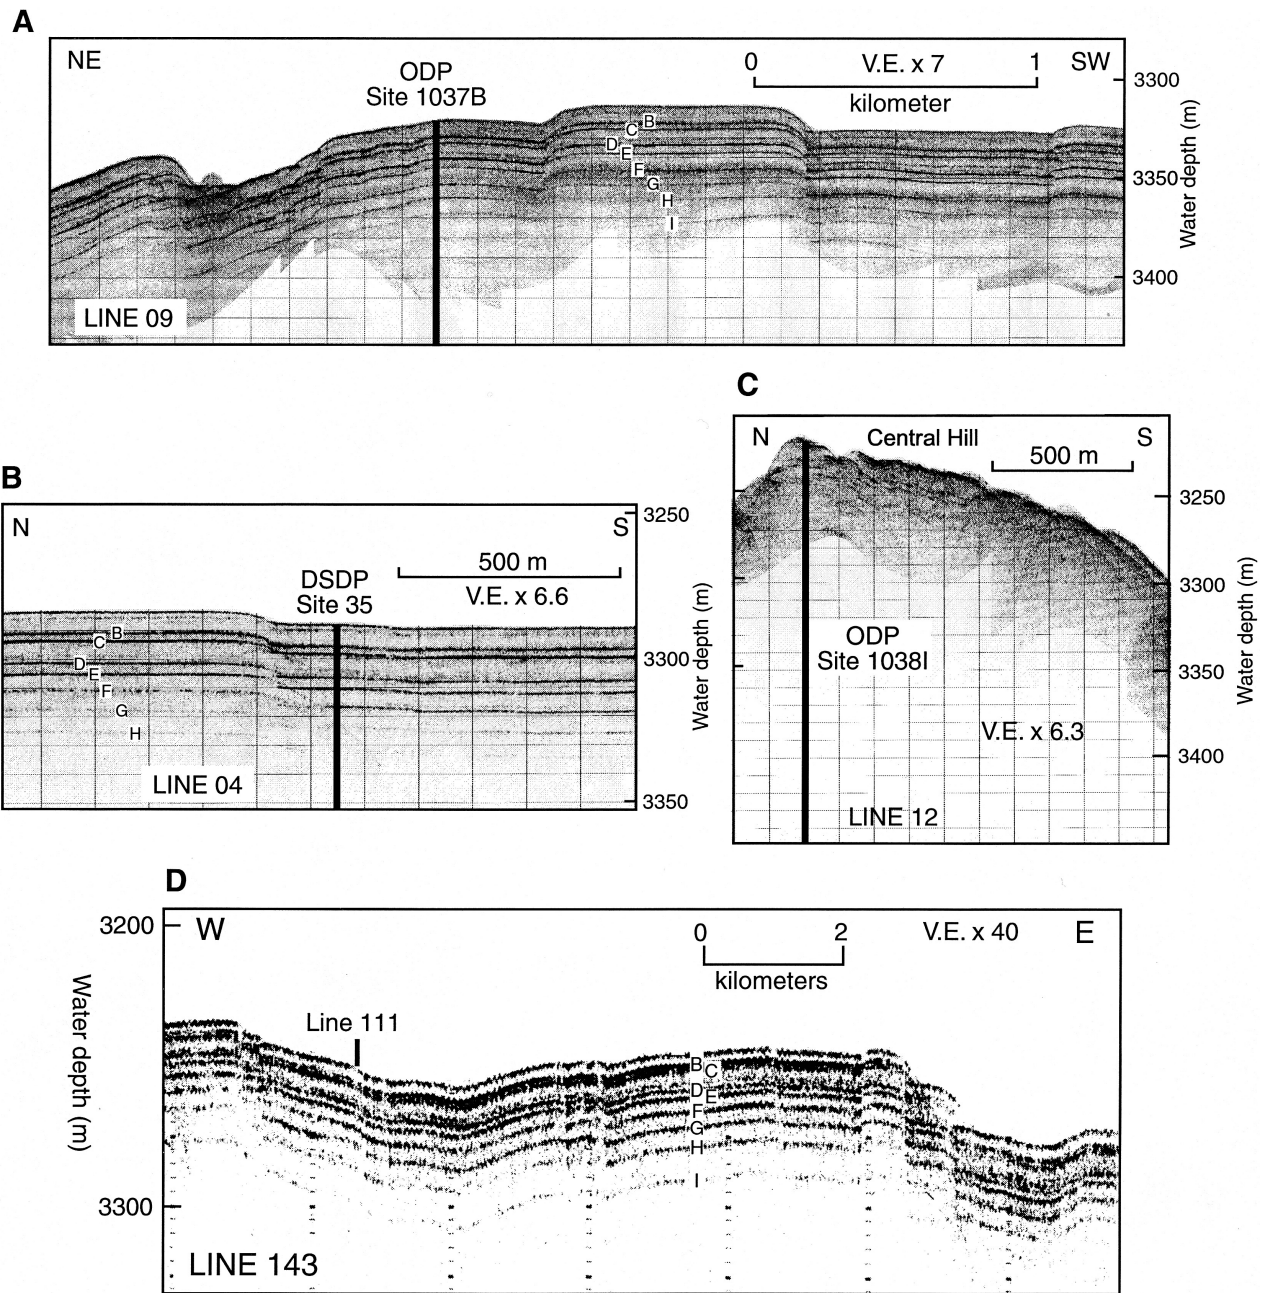 A
NE
ODP
Site 1037B
0 V.E. x 7 1
kilometer
SW
3300
3350
3400
Water depth (m)
B
C
D
E
F
G
H
I
LINE 09
B
N
S
DSDP
Site 35
500 m
V.E. x 6.6
3250
3300
3350
Water depth (m)
B
C
D
E
F
G
H
LINE 04
C
N
Central Hill
S
500 m
ODP
Site 1038I
V.E. x 6.3
LINE 12
3250
3300
3350
3400
Water depth (m)
D
3200
W
0 2
kilometers
V.E. x 40
E
Water depth (m)
Line 111
B
C
D
E
F
G
H
I
3300
LINE 143